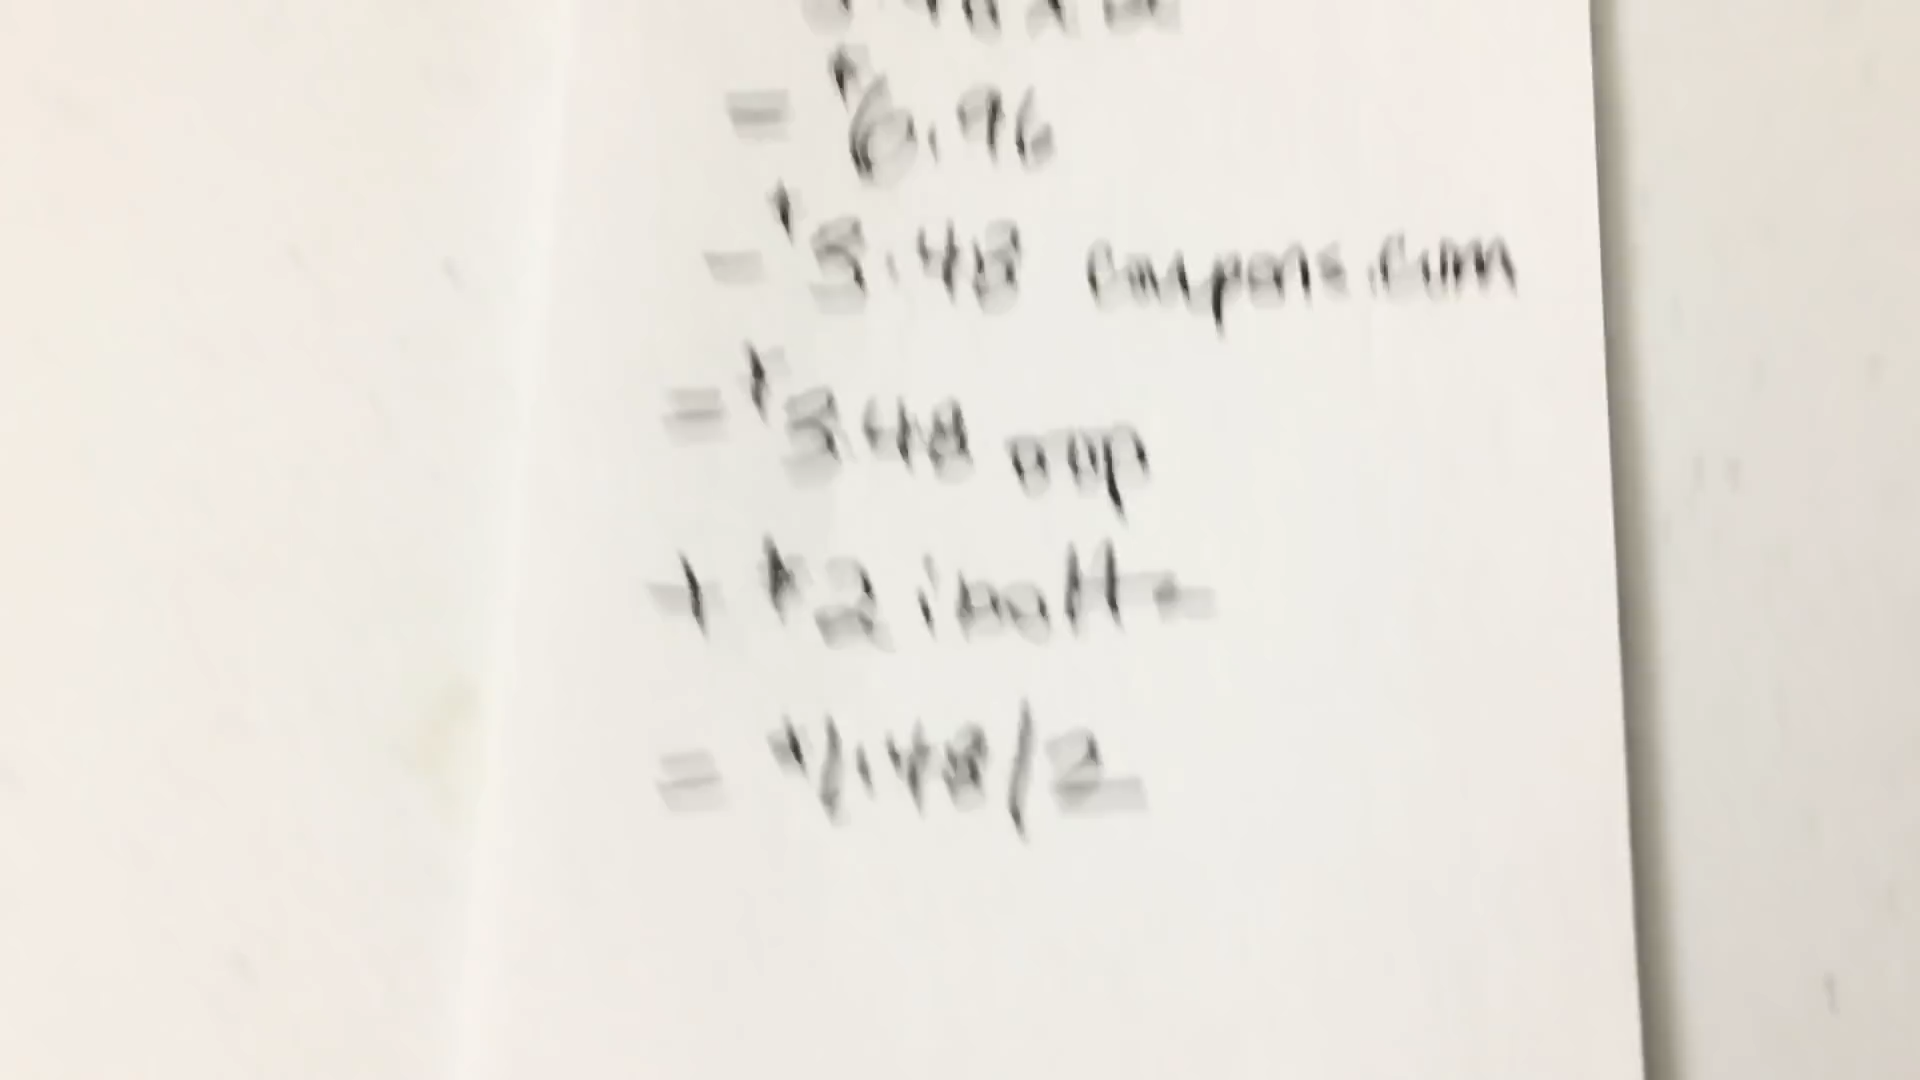 = $6.96
- $3.48 coupons.com
= $3.48 oop
+ $2 ibotta
= $1.48/2